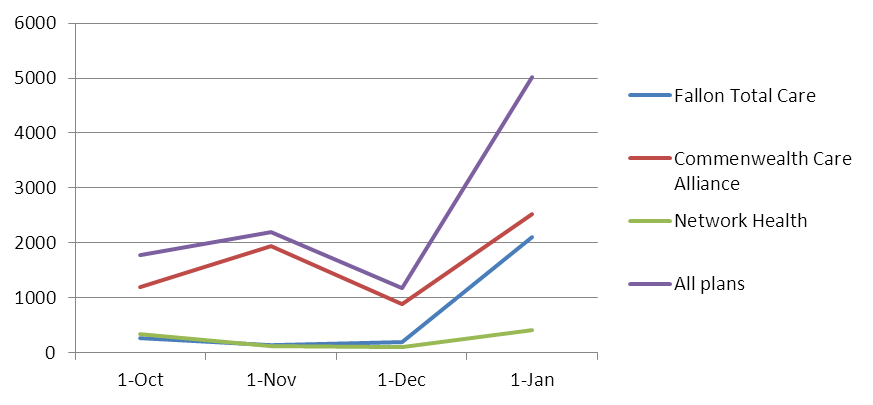 6000
5000
4000
3000
2000
1000
0
1-Oct
1-Nov
1-Dec
1-Jan
Fallon Total Care
Commenwealth Care
Alliance
Network Health
All plans